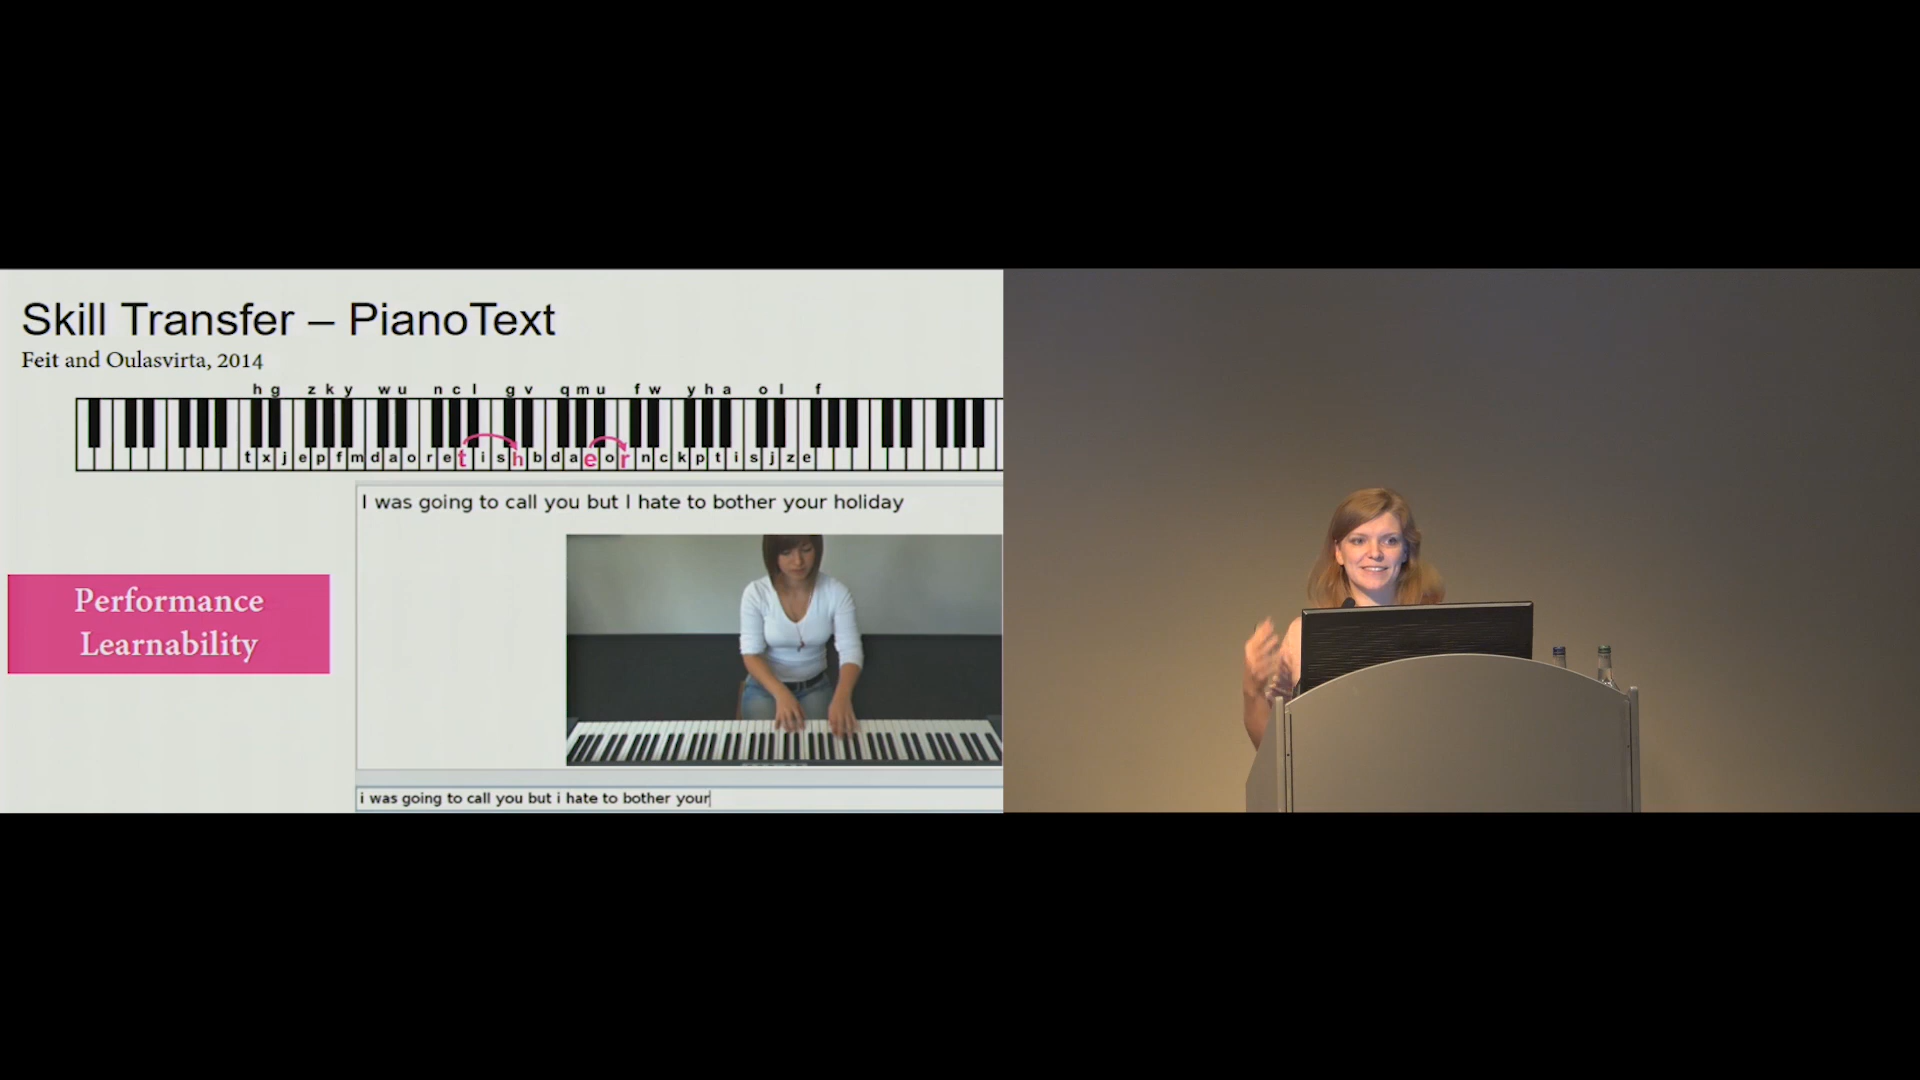 Skill Transfer – PianoText
Feit and Oulasvirta, 2014
h g z k y w u n c l g v q m u f w y h a o l f
t x j e p f m d a o r e t i s h b d a e o r n c k p t i s j z e
I was going to call you but I hate to bother your holiday
Performance
Learnability
i was going to call you but i hate to bother your